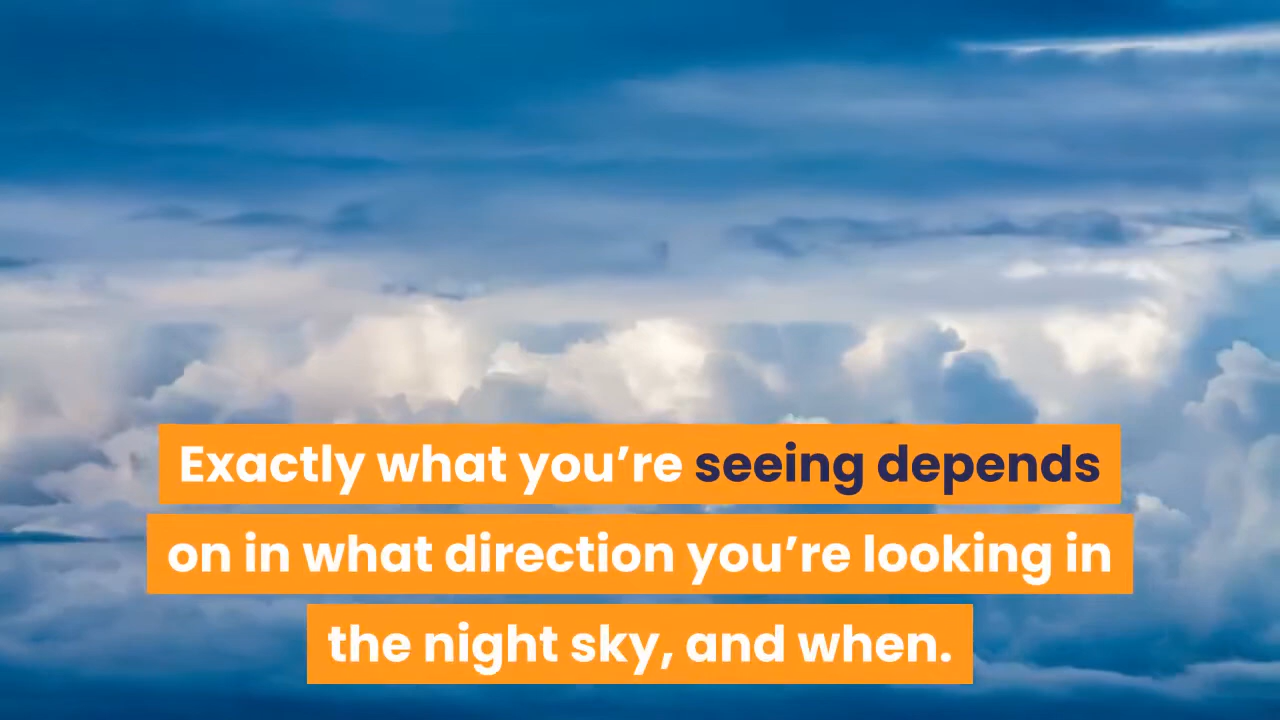 Exactly what you’re seeing depends
on in what direction you’re looking in
the night sky, and when.